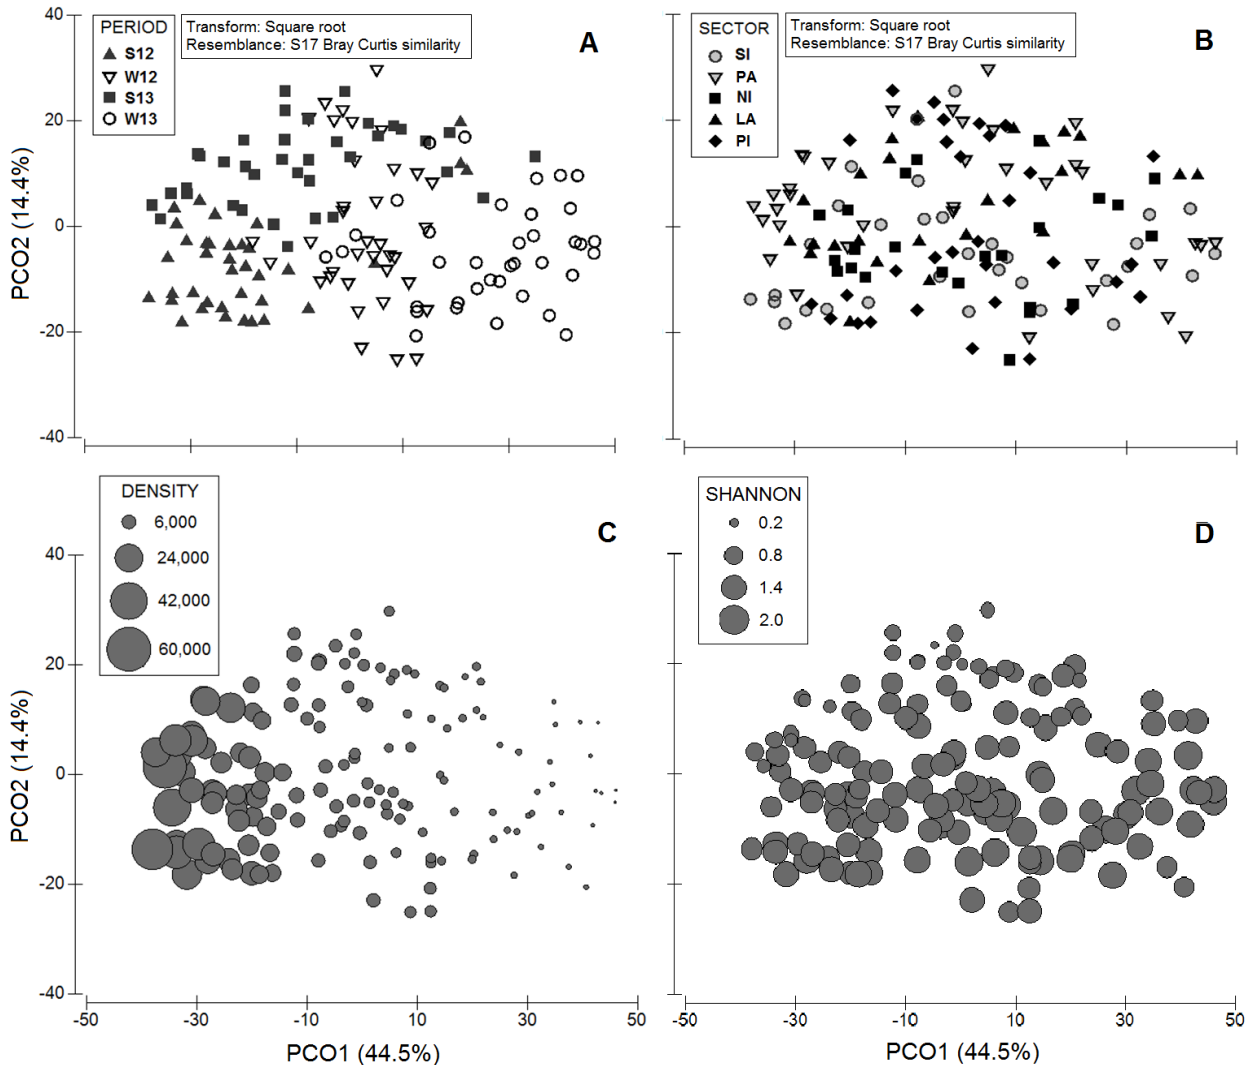 PERIOD
S12
W12
S13
W13
Transform: Square root
Resemblance: S17 Bray Curtis similarity
A
40
20
0
-20
-40
PCO2 (14.4%)
SECTOR
SI
PA
NI
LA
PI
Transform: Square root
Resemblance: S17 Bray Curtis similarity
B
DENSITY
6,000
24,000
42,000
60,000
C
40
20
0
-20
-40
PCO2 (14.4%)
-50
-30
-10
10
30
50
PCO1 (44.5%)
SHANNON
0.2
0.8
1.4
2.0
D
-50
-30
-10
10
30
50
PCO1 (44.5%)